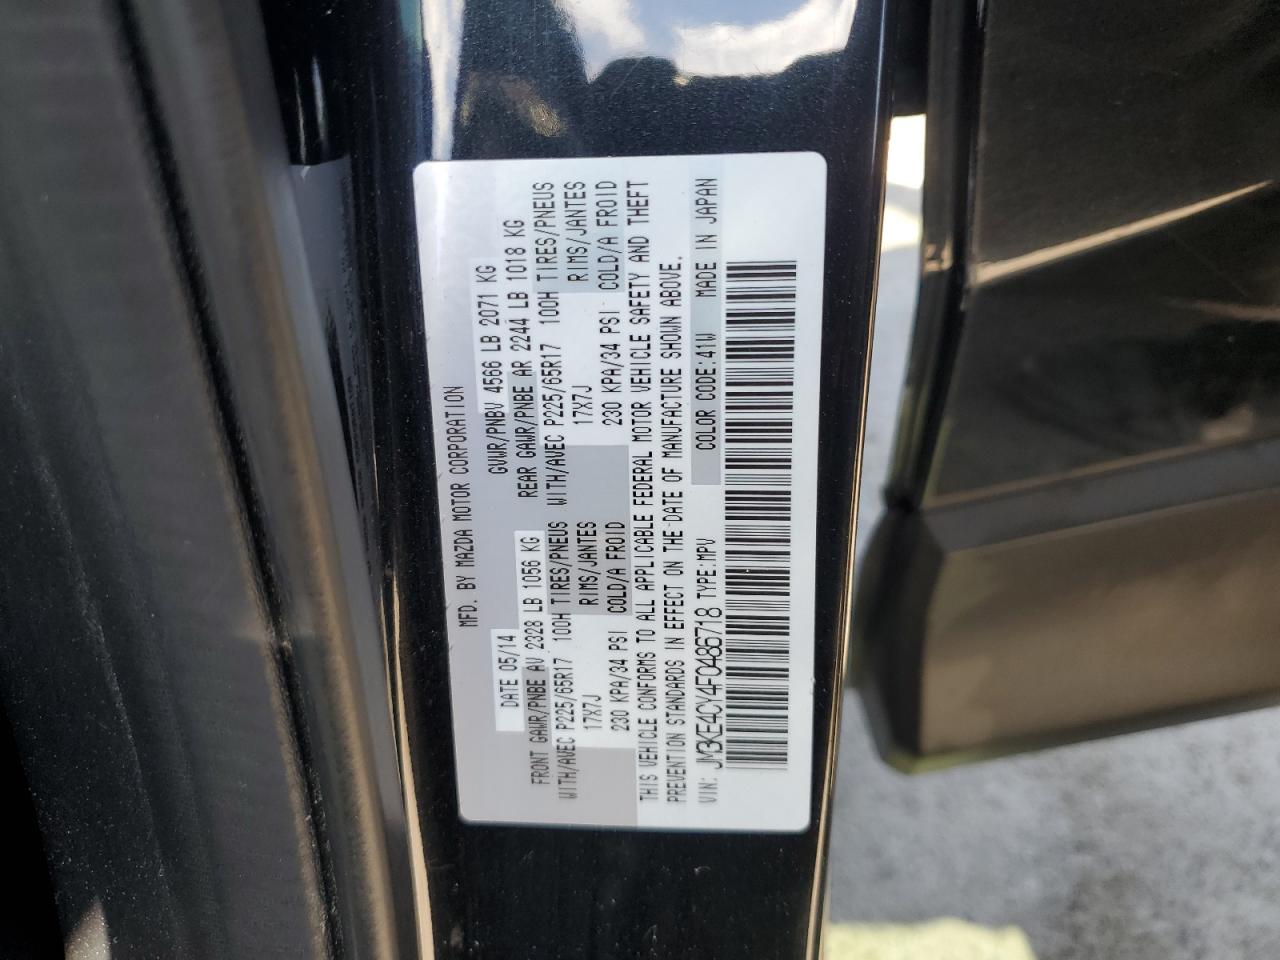 MFD. BY MAZDA MOTOR CORPORATION
DATE 05/14 GVWR/PNBV 4566 LB 2071 KG
FRONT GAWR/PNBE AV 2328 LB 1056 KG REAR GAWR/PNBE AR 2244 LB 1018 KG
WITH/AVEC P225/65R17 100H TIRES/PNEUS WITH/AVEC P225/65R17 100H TIRES/PNEUS
17X7J RIMS/JANTES 17X7J RIMS/JANTES
230 KPA/34 PSI COLD/A FROID 230 KPA/34 PSI COLD/A FROID
THIS VEHICLE CONFORMS TO ALL APPLICABLE FEDERAL MOTOR VEHICLE SAFETY AND THEFT
PREVENTION STANDARDS IN EFFECT ON THE DATE OF MANUFACTURE SHOWN ABOVE.
VIN: JM3KE4CY4F0486718 TYPE:MPV COLOR CODE:41W MADE IN JAPAN